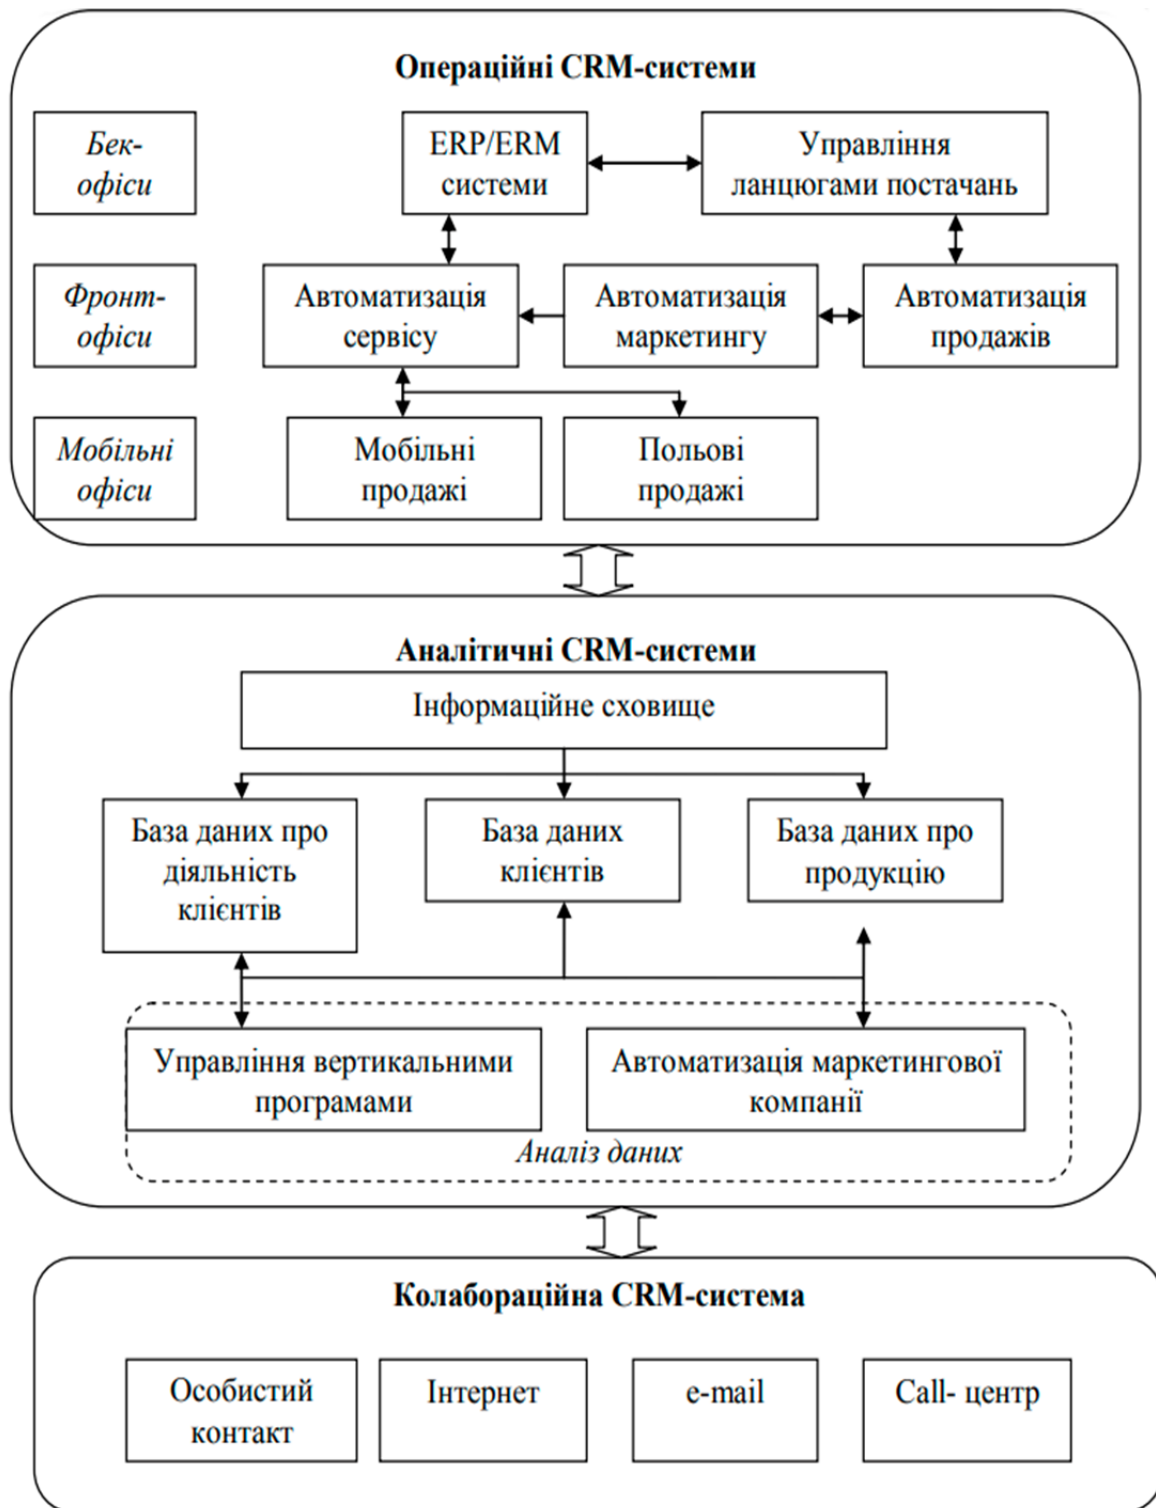 Операційні CRM-системи
Бек-
офіси
ERP/ERM
системи
Управління
ланцюгами постачань
Фронт-
офіси
Автоматизація
сервісу
Автоматизація
маркетингу
Автоматизація
продажів
Мобільні
офіси
Мобільні
продажі
Польові
продажі
Аналітичні CRM-системи
Інформаційне сховище
База даних про
діяльність
клієнтів
База даних
клієнтів
База даних про
продукцію
Управління вертикальними
програмами
Автоматизація маркетингової
компанії
Аналіз даних
Колабораційна CRM-система
Особистий
контакт
Інтернет
e-mail
Call- центр